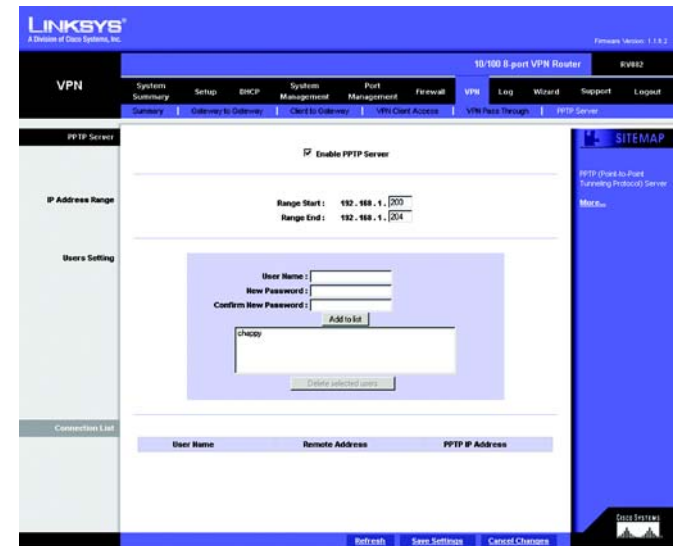 LINKSYS®
A Division of Cisco Systems, Inc.
Firmware Version: 1.1.8.2
10/100 8-port VPN Router RV082
VPN
System Summary Setup DHCP System Management Port Management Firewall VPN Log Wizard Support Logout
Summary | Gateway to Gateway | Client to Gateway | VPN Client Access | VPN Pass Through | PPTP Server
PPTP Server
Enable PPTP Server
SITEMAP
PPTP (Point-to-Point Tunneling Protocol) Server
More...
IP Address Range
Range Start : 192 . 168 . 1 . 200
Range End : 192 . 168 . 1 . 204
Users Setting
User Name :
New Password :
Confirm New Password :
Add to list
chappy
Delete selected users
Connection List
User Name Remote Address PPTP IP Address
Refresh Save Settings Cancel Changes
CISCO SYSTEMS